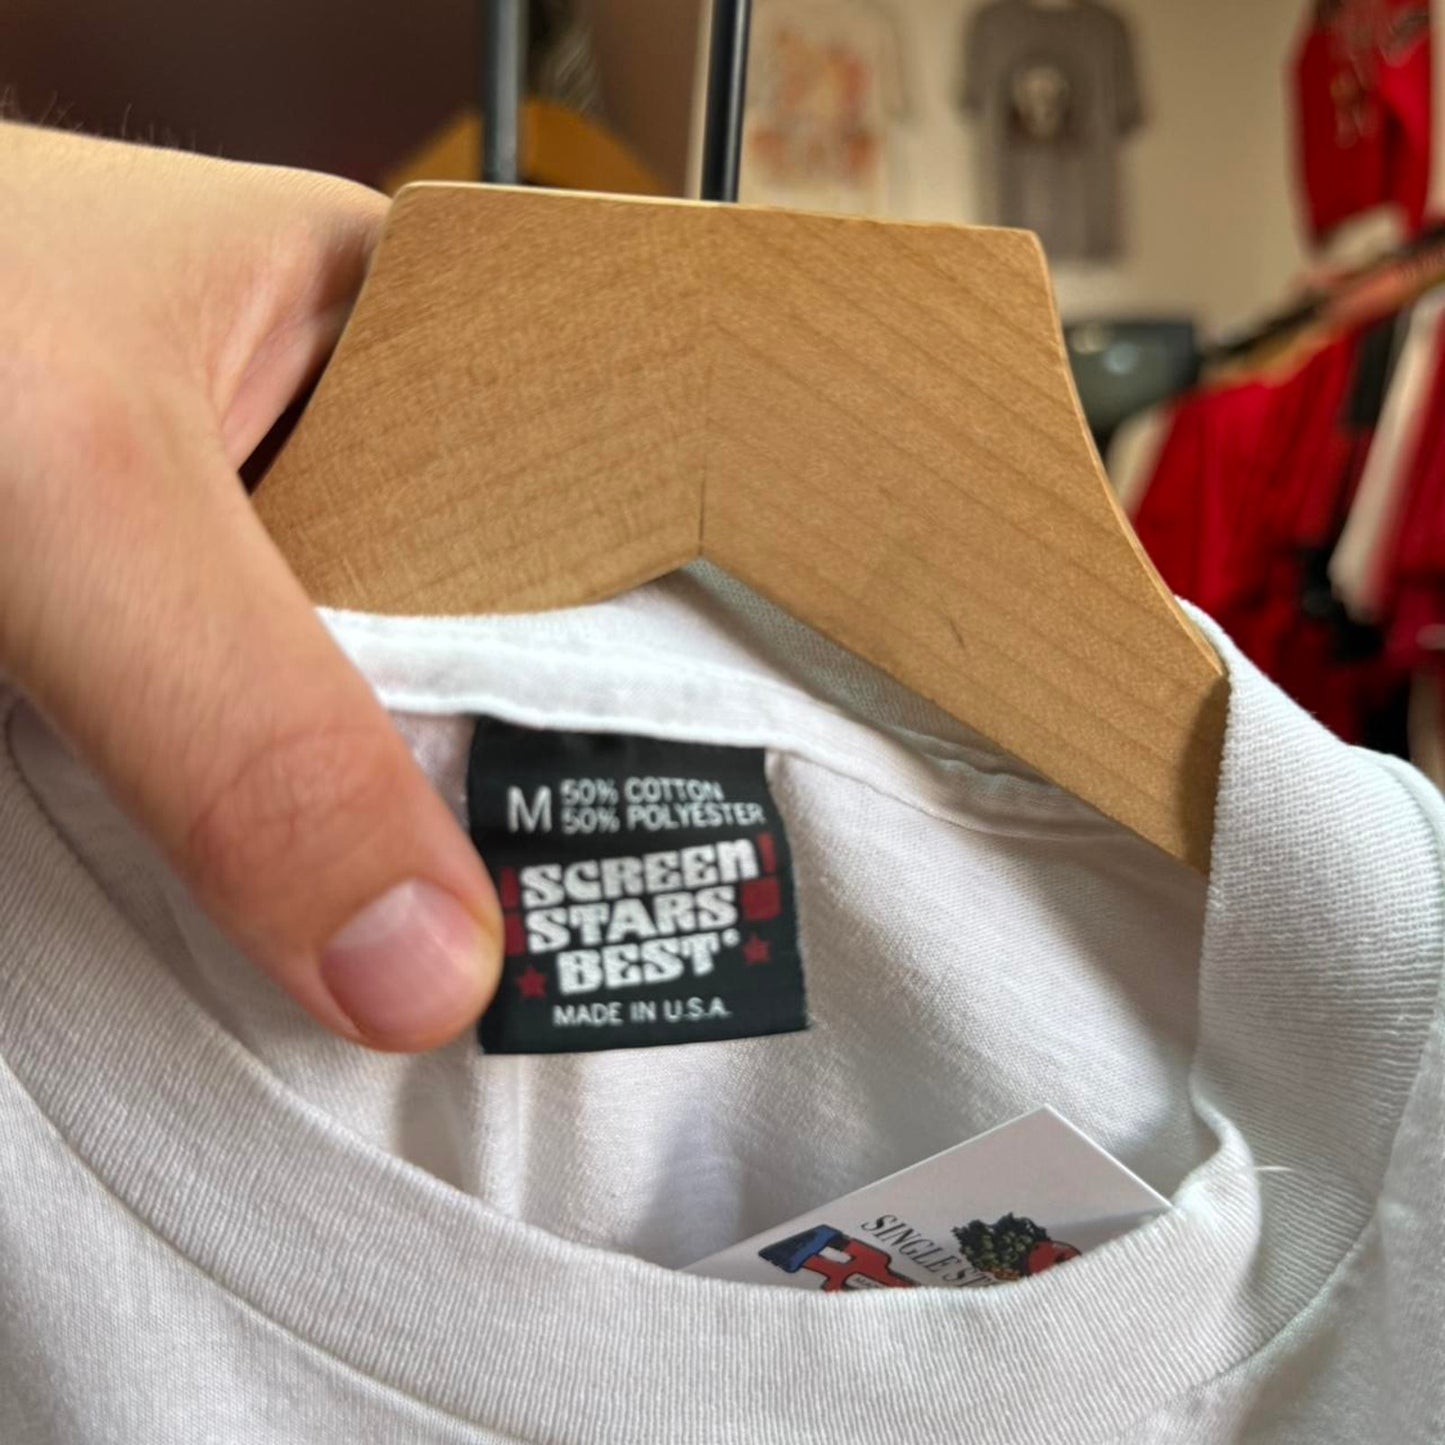 M 50% COTTON
50% POLYESTER
SCREEN
STARS
BEST®
MADE IN U.S.A.
SINGLE